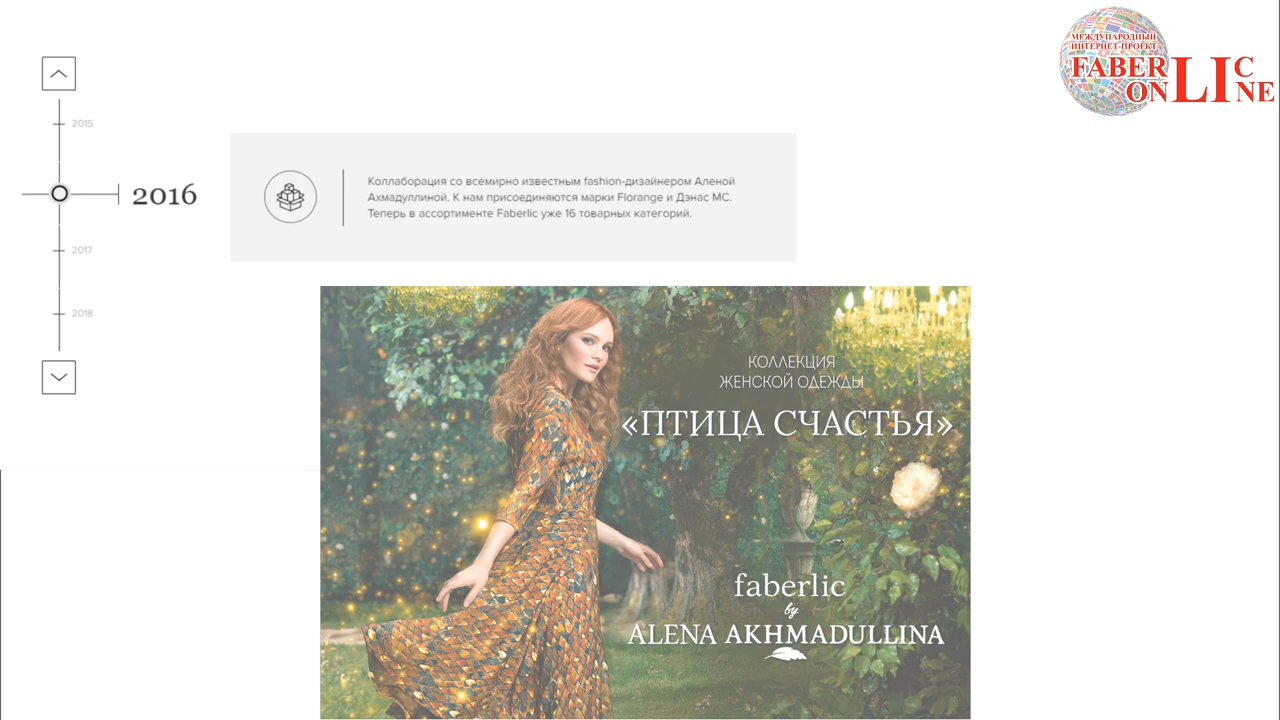 МЕЖДУНАРОДНЫЙ
ИНТЕРНЕТ-ПРОЕКТ
FABERLIC
ONLINE
2015
2016
2017
2018
Коллаборация со всемирно известным fashion-дизайнером Аленой
Ахмадуллиной. К нам присоединяются марки Florange и Дэнас МС.
Теперь в ассортименте Faberlic уже 16 товарных категорий.
КОЛЛЕКЦИЯ
ЖЕНСКОЙ ОДЕЖДЫ
«ПТИЦА СЧАСТЬЯ»
faberlic
by
ALENA AKHMADULLINA